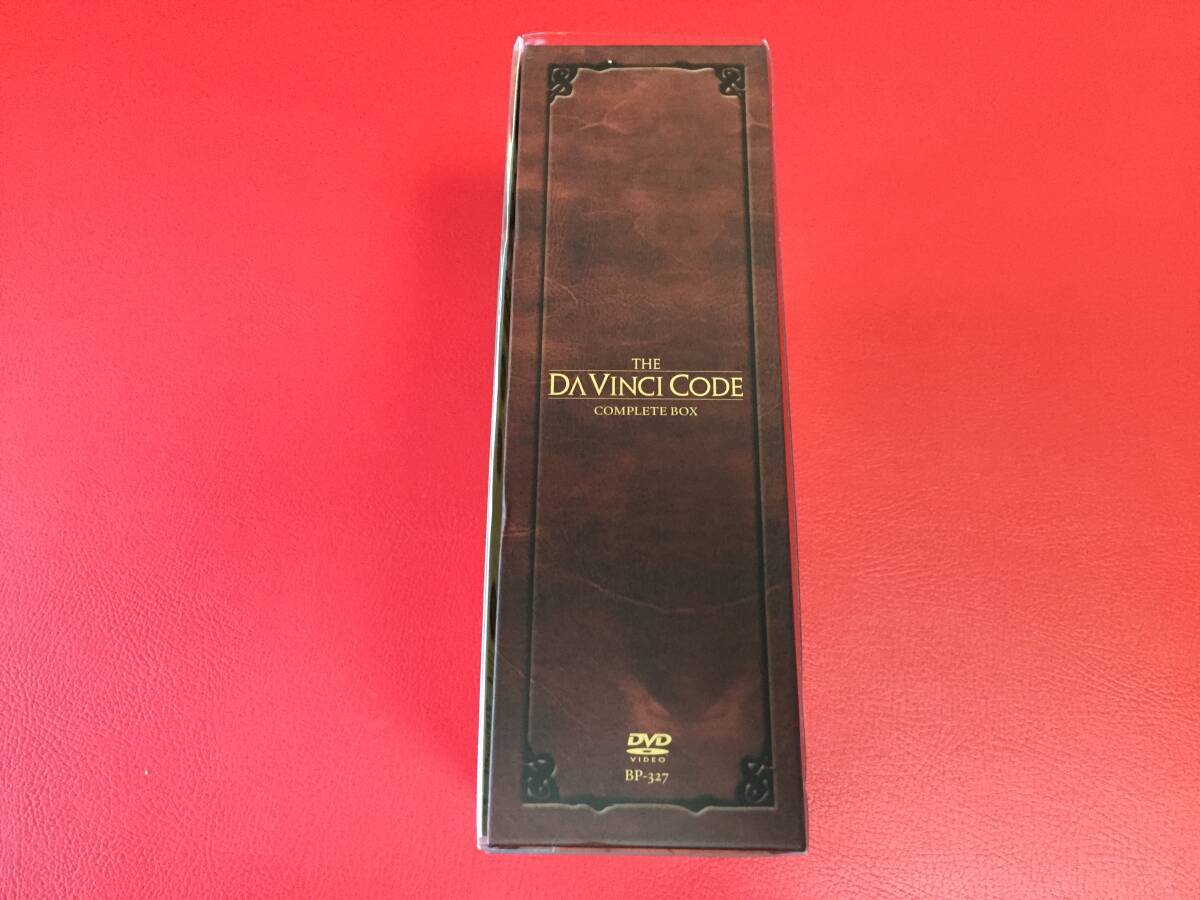 THE
DA VINCI CODE
COMPLETE BOX
DVD
VIDEO
BP-327